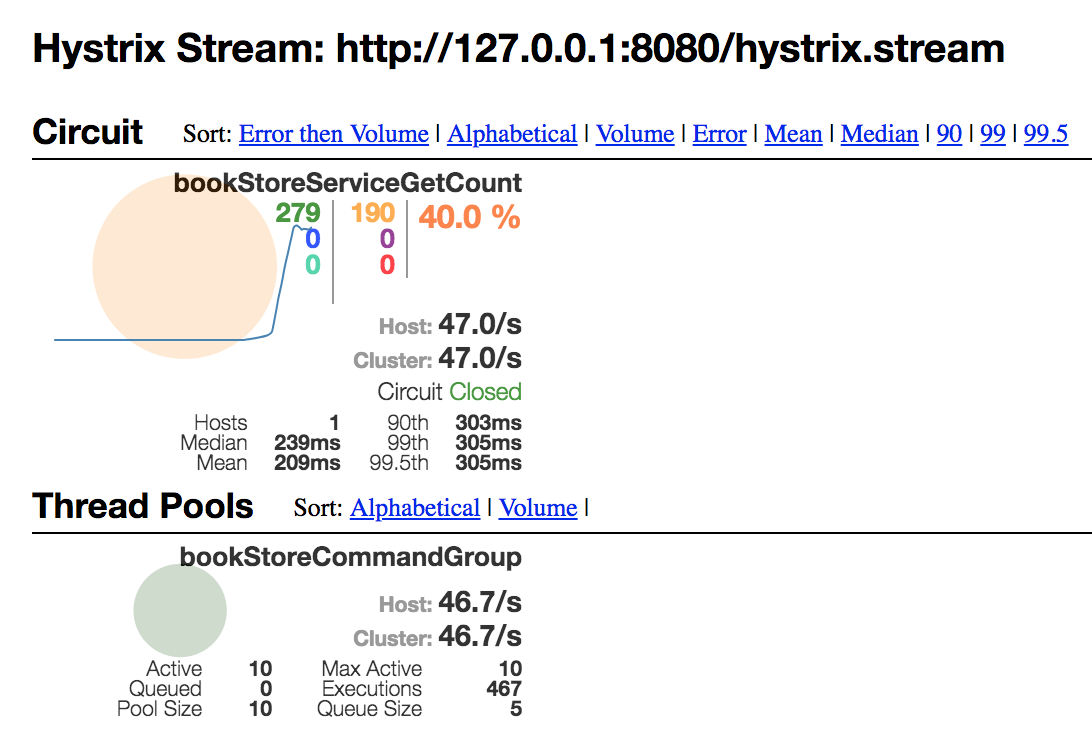 Hystrix Stream: http://127.0.0.1:8080/hystrix.stream
Circuit Sort: Error then Volume | Alphabetical | Volume | Error | Mean | Median | 90 | 99 | 99.5
bookStoreServiceGetCount
279 190 40.0 %
0 0
0 0
Host: 47.0/s
Cluster: 47.0/s
Circuit Closed
Hosts 1 90th 303ms
Median 239ms 99th 305ms
Mean 209ms 99.5th 305ms
Thread Pools Sort: Alphabetical | Volume |
bookStoreCommandGroup
Host: 46.7/s
Cluster: 46.7/s
Active 10 Max Active 10
Queued 0 Executions 467
Pool Size 10 Queue Size 5